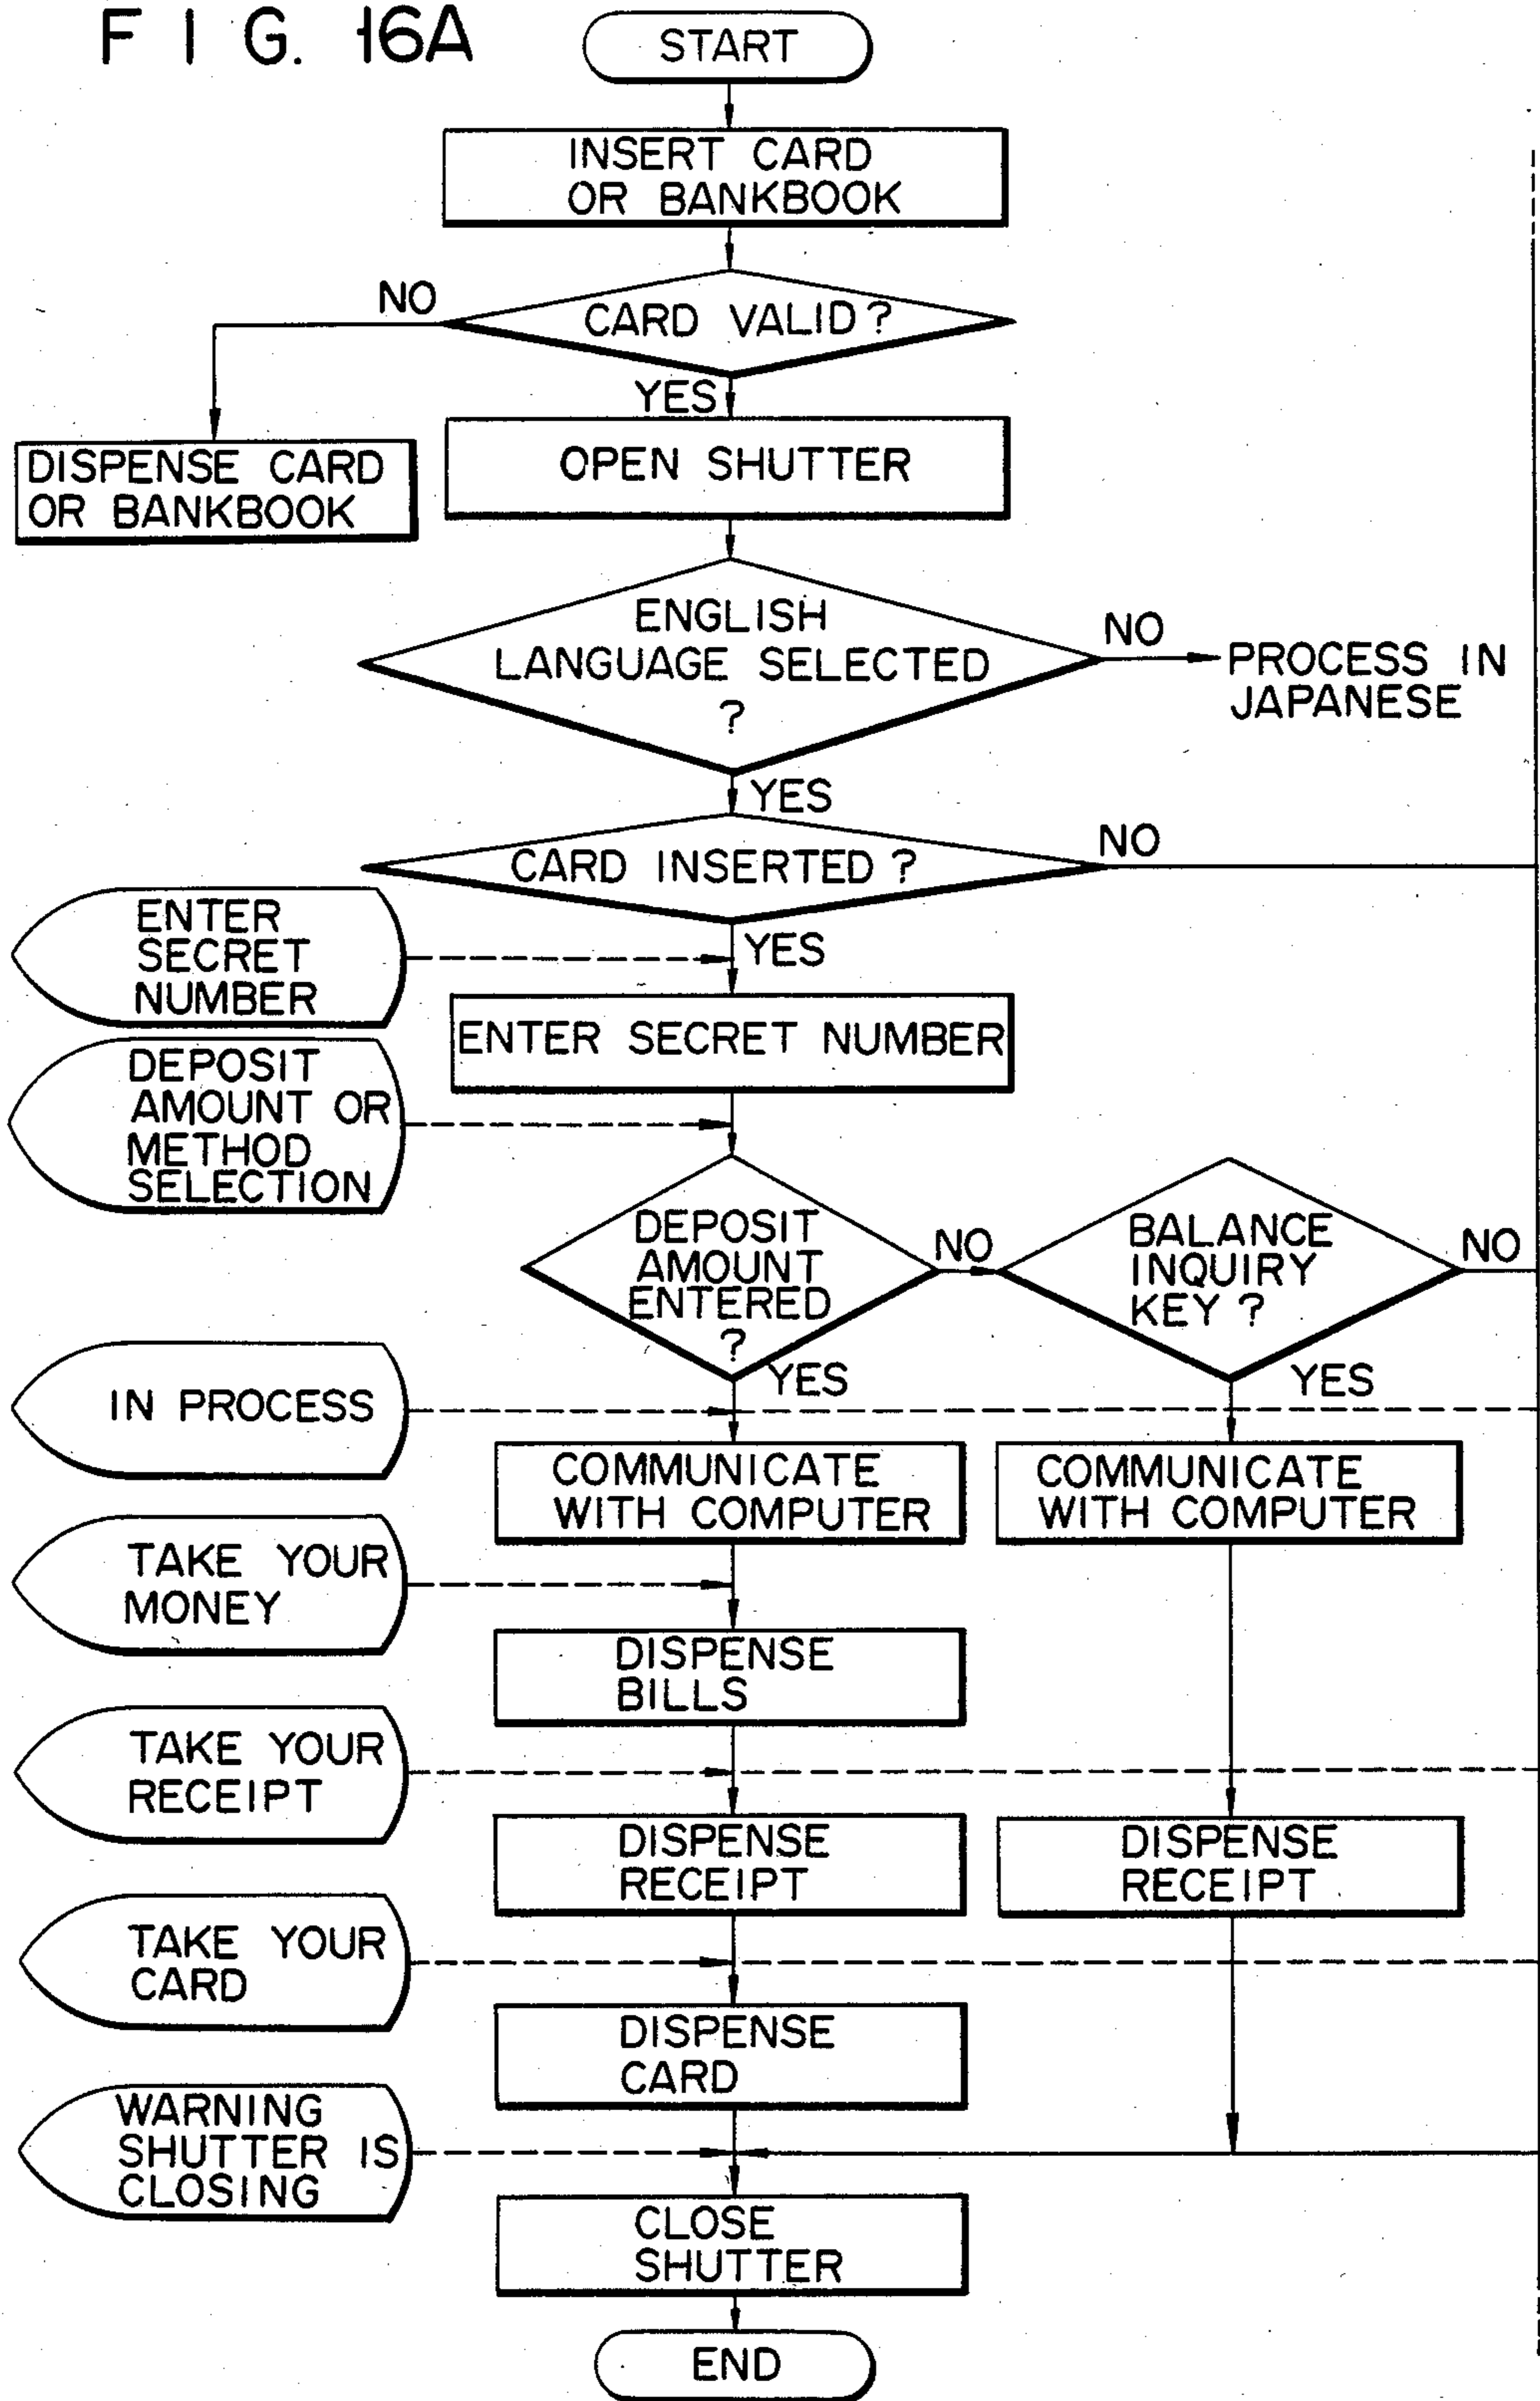 FIG. 16A
START
INSERT CARD
OR BANKBOOK
NO
CARD VALID?
YES
DISPENSE CARD
OR BANKBOOK
OPEN SHUTTER
ENGLISH
LANGUAGE SELECTED
?
NO
PROCESS IN
JAPANESE
YES
CARD INSERTED?
NO
ENTER
SECRET
NUMBER
YES
ENTER SECRET NUMBER
DEPOSIT
AMOUNT OR
METHOD
SELECTION
DEPOSIT
AMOUNT
ENTERED
?
NO
BALANCE
INQUIRY
KEY?
NO
YES
YES
IN PROCESS
COMMUNICATE
WITH COMPUTER
COMMUNICATE
WITH COMPUTER
TAKE YOUR
MONEY
DISPENSE
BILLS
TAKE YOUR
RECEIPT
DISPENSE
RECEIPT
DISPENSE
RECEIPT
TAKE YOUR
CARD
DISPENSE
CARD
WARNING
SHUTTER IS
CLOSING
CLOSE
SHUTTER
END